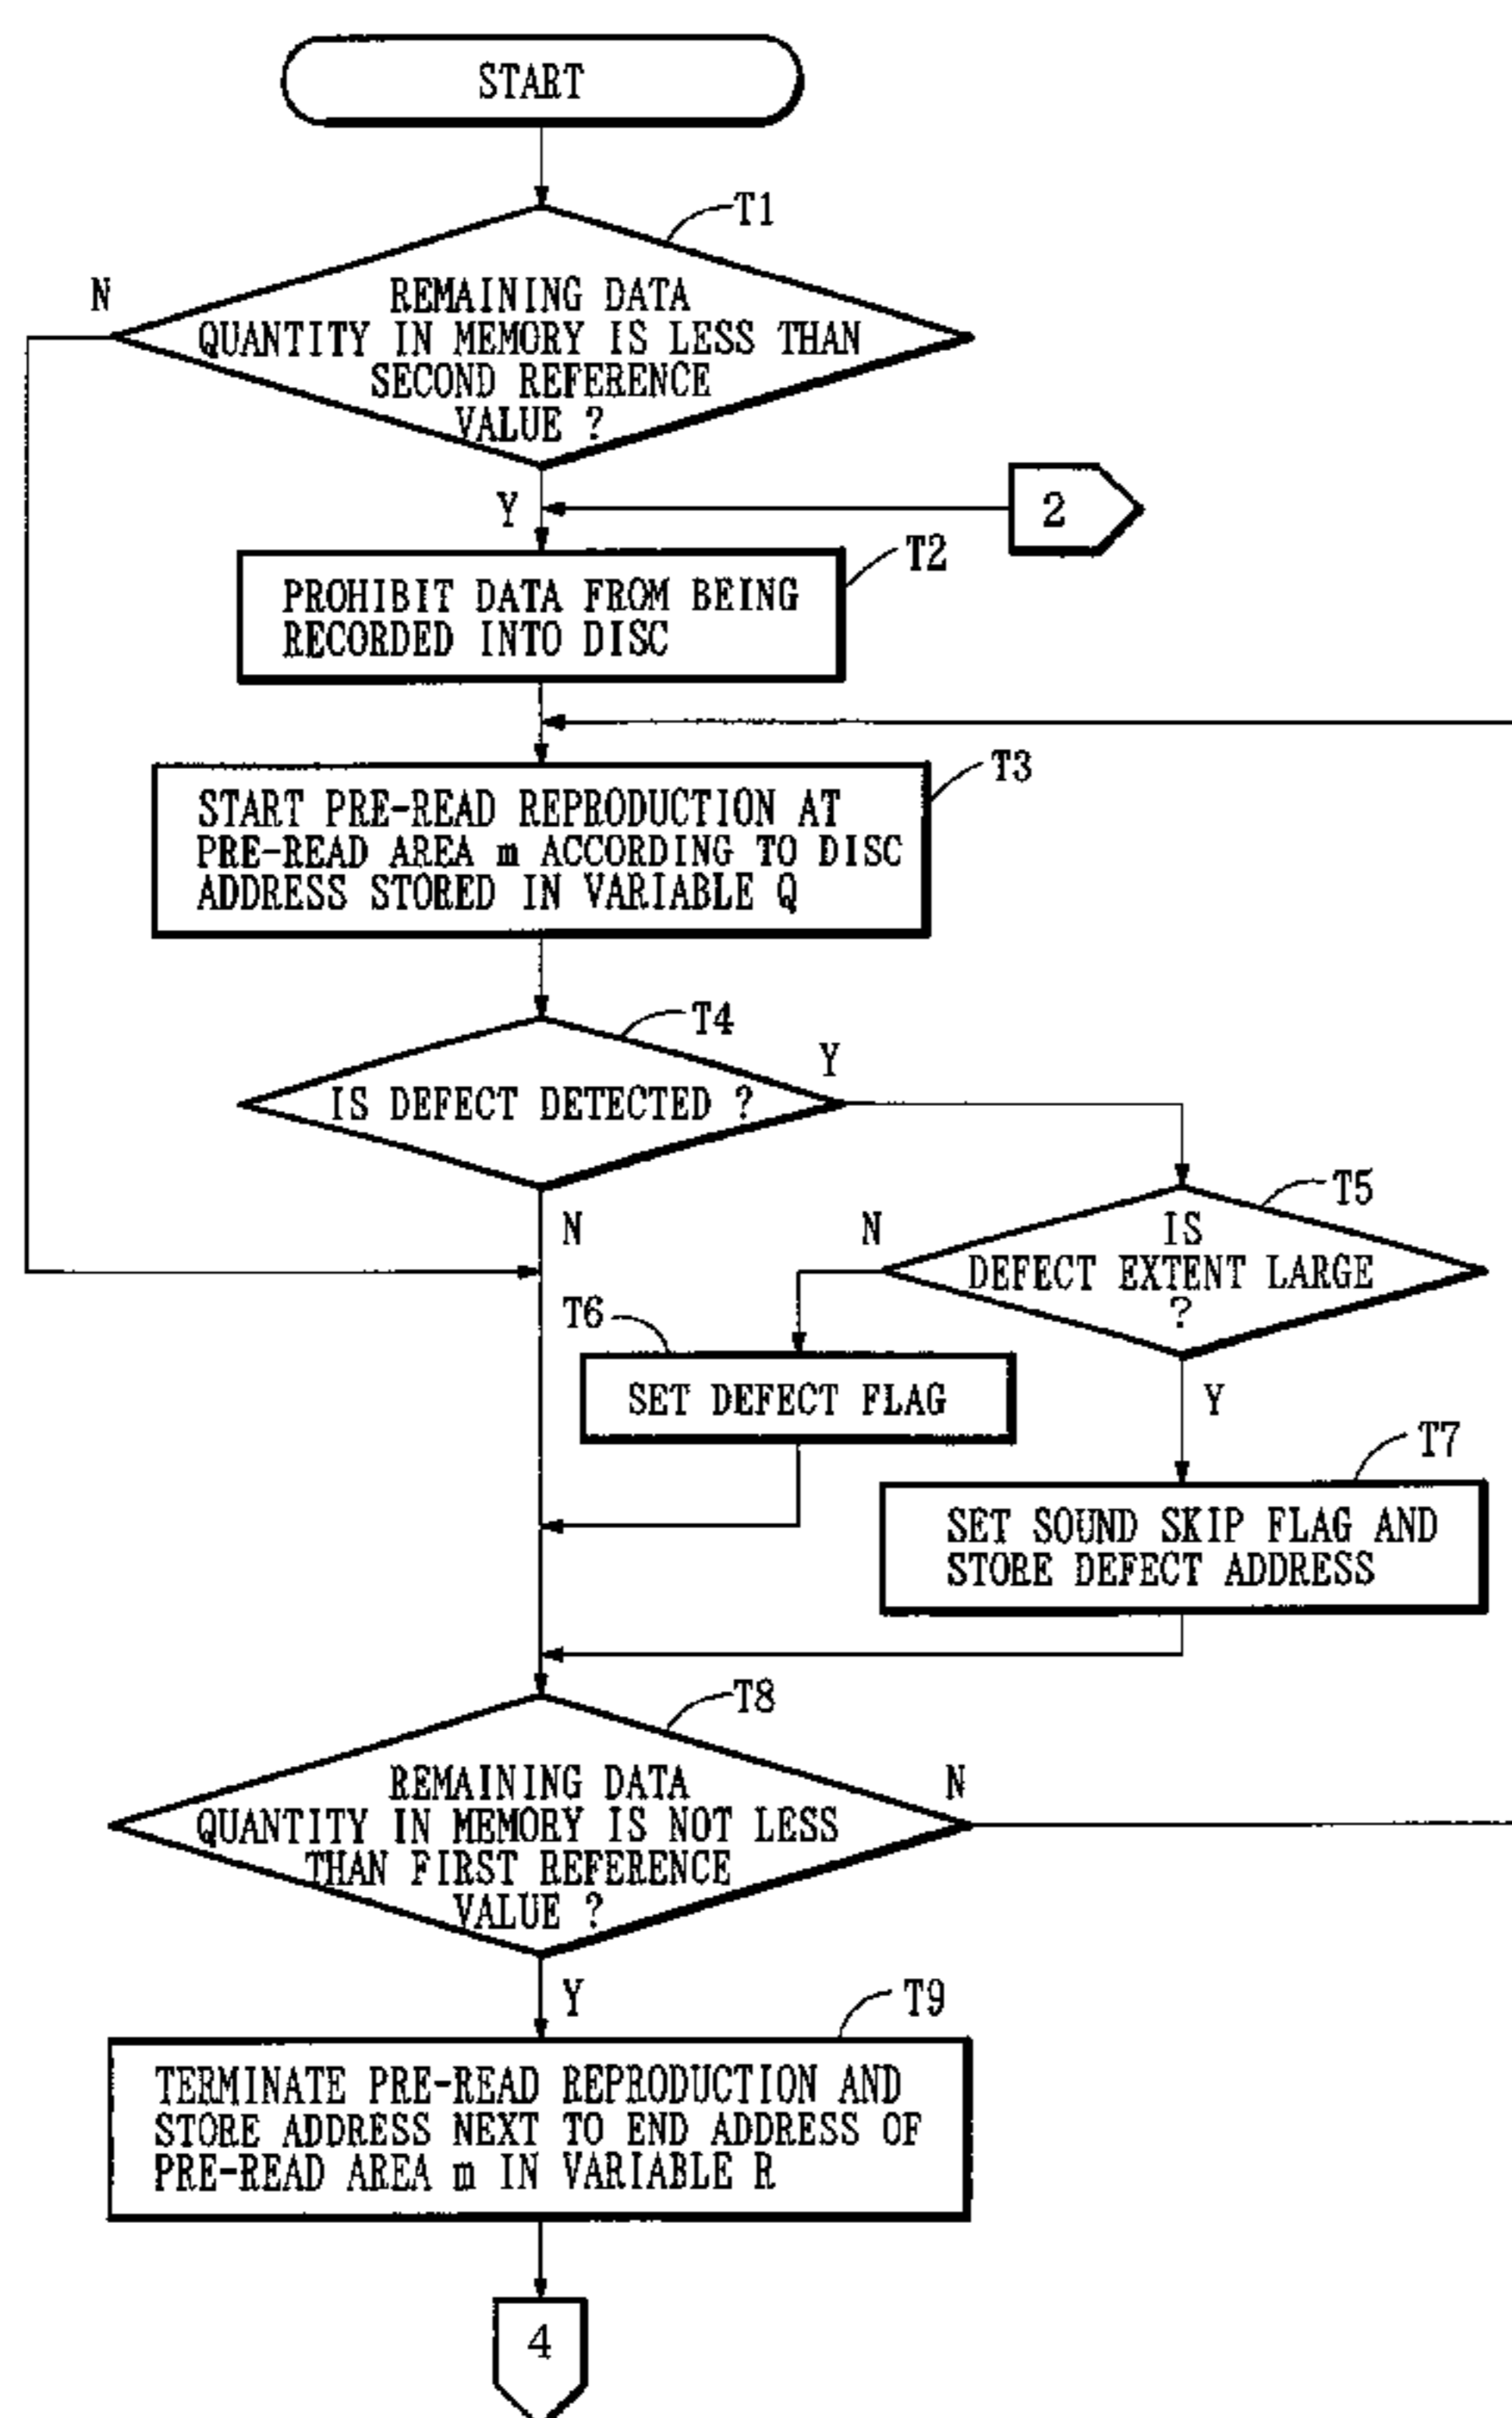 START
T1
N
REMAINING DATA
QUANTITY IN MEMORY IS LESS THAN
SECOND REFERENCE
VALUE ?
Y
2
T2
PROHIBIT DATA FROM BEING
RECORDED INTO DISC
T3
START PRE-READ REPRODUCTION AT
PRE-READ AREA m ACCORDING TO DISC
ADDRESS STORED IN VARIABLE Q
T4
Y
IS DEFECT DETECTED ?
N
T5
N
IS
DEFECT EXTENT LARGE
?
T6
SET DEFECT FLAG
Y
T7
SET SOUND SKIP FLAG AND
STORE DEFECT ADDRESS
T8
REMAINING DATA
N
QUANTITY IN MEMORY IS NOT LESS
THAN FIRST REFERENCE
VALUE ?
Y
T9
TERMINATE PRE-READ REPRODUCTION AND
STORE ADDRESS NEXT TO END ADDRESS OF
PRE-READ AREA m IN VARIABLE R
4